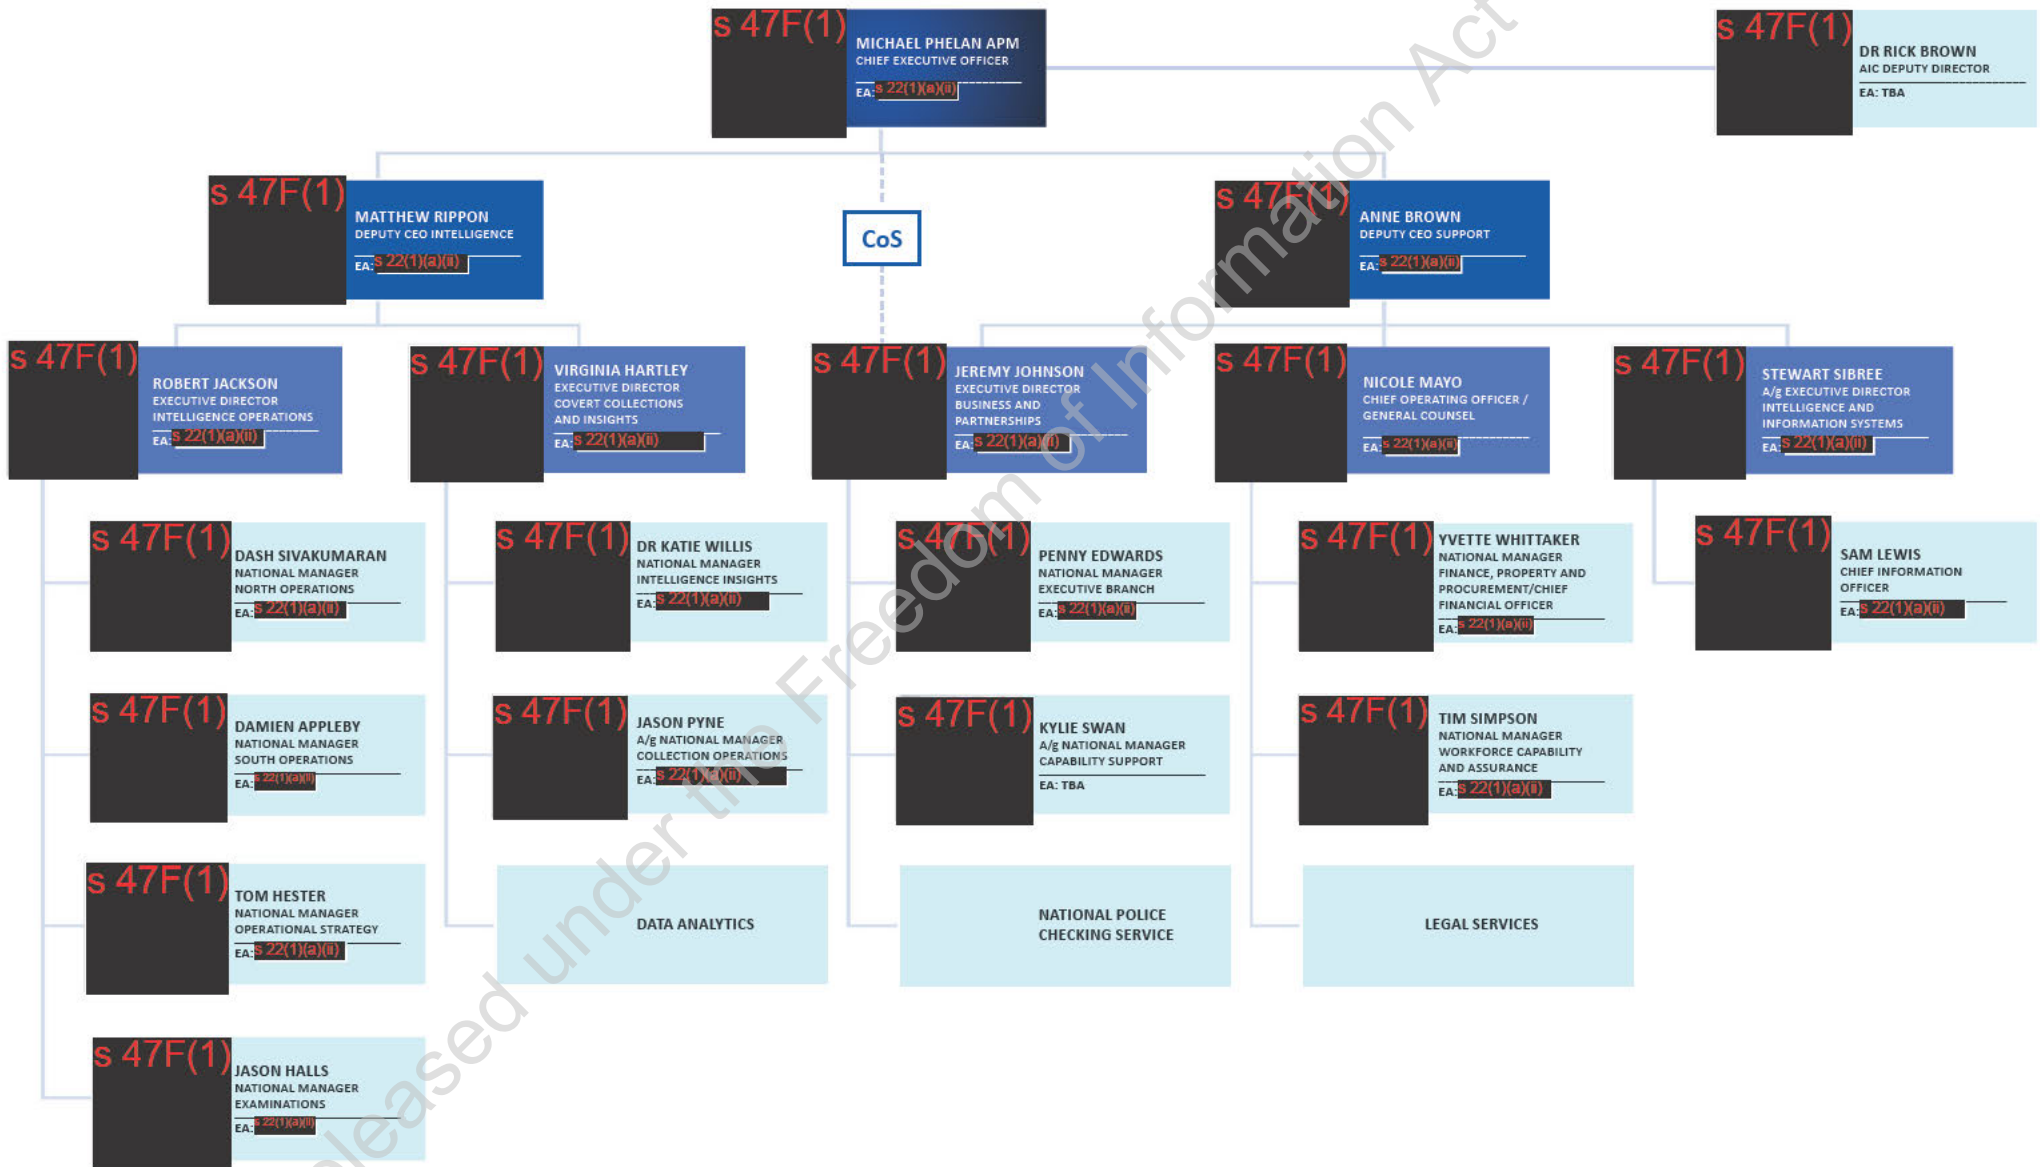 s 47F(1)
MICHAEL PHELAN APM
CHIEF EXECUTIVE OFFICER
EA: s 22(1)(a)(ii)
s 47F(1)
DR RICK BROWN
AIC DEPUTY DIRECTOR
EA: TBA
s 47F(1)
MATTHEW RIPPON
DEPUTY CEO INTELLIGENCE
EA: s 22(1)(a)(ii)
CoS
s 47F(1)
ANNE BROWN
DEPUTY CEO SUPPORT
EA: s 22(1)(a)(ii)
s 47F(1)
ROBERT JACKSON
EXECUTIVE DIRECTOR
INTELLIGENCE OPERATIONS
EA: s 22(1)(a)(ii)
s 47F(1)
VIRGINIA HARTLEY
EXECUTIVE DIRECTOR
COVERT COLLECTIONS
AND INSIGHTS
EA: s 22(1)(a)(ii)
s 47F(1)
JEREMY JOHNSON
EXECUTIVE DIRECTOR
BUSINESS AND
PARTNERSHIPS
EA: s 22(1)(a)(ii)
s 47F(1)
NICOLE MAYO
CHIEF OPERATING OFFICER /
GENERAL COUNSEL
EA: s 22(1)(a)(ii)
s 47F(1)
STEWART SIBREE
A/g EXECUTIVE DIRECTOR
INTELLIGENCE AND
INFORMATION SYSTEMS
EA: s 22(1)(a)(ii)
s 47F(1)
DASH SIVAKUMARAN
NATIONAL MANAGER
NORTH OPERATIONS
EA: s 22(1)(a)(ii)
s 47F(1)
DR KATIE WILLIS
NATIONAL MANAGER
INTELLIGENCE INSIGHTS
EA: s 22(1)(a)(ii)
s 47F(1)
PENNY EDWARDS
NATIONAL MANAGER
EXECUTIVE BRANCH
EA: s 22(1)(a)(ii)
s 47F(1)
YVETTE WHITTAKER
NATIONAL MANAGER
FINANCE, PROPERTY AND
PROCUREMENT/CHIEF
FINANCIAL OFFICER
EA: s 22(1)(a)(ii)
s 47F(1)
SAM LEWIS
CHIEF INFORMATION
OFFICER
EA: s 22(1)(a)(ii)
s 47F(1)
DAMIEN APPLEBY
NATIONAL MANAGER
SOUTH OPERATIONS
EA: s 22(1)(a)(ii)
s 47F(1)
JASON PYNE
A/g NATIONAL MANAGER
COLLECTION OPERATIONS
EA: s 22(1)(a)(ii)
s 47F(1)
KYLIE SWAN
A/g NATIONAL MANAGER
CAPABILITY SUPPORT
EA: TBA
s 47F(1)
TIM SIMPSON
NATIONAL MANAGER
WORKFORCE CAPABILITY
AND ASSURANCE
EA: s 22(1)(a)(ii)
s 47F(1)
TOM HESTER
NATIONAL MANAGER
OPERATIONAL STRATEGY
EA: s 22(1)(a)(ii)
DATA ANALYTICS
NATIONAL POLICE
CHECKING SERVICE
LEGAL SERVICES
s 47F(1)
JASON HALLS
NATIONAL MANAGER
EXAMINATIONS
EA: s 22(1)(a)(ii)
leased under the Freedom of Information Act